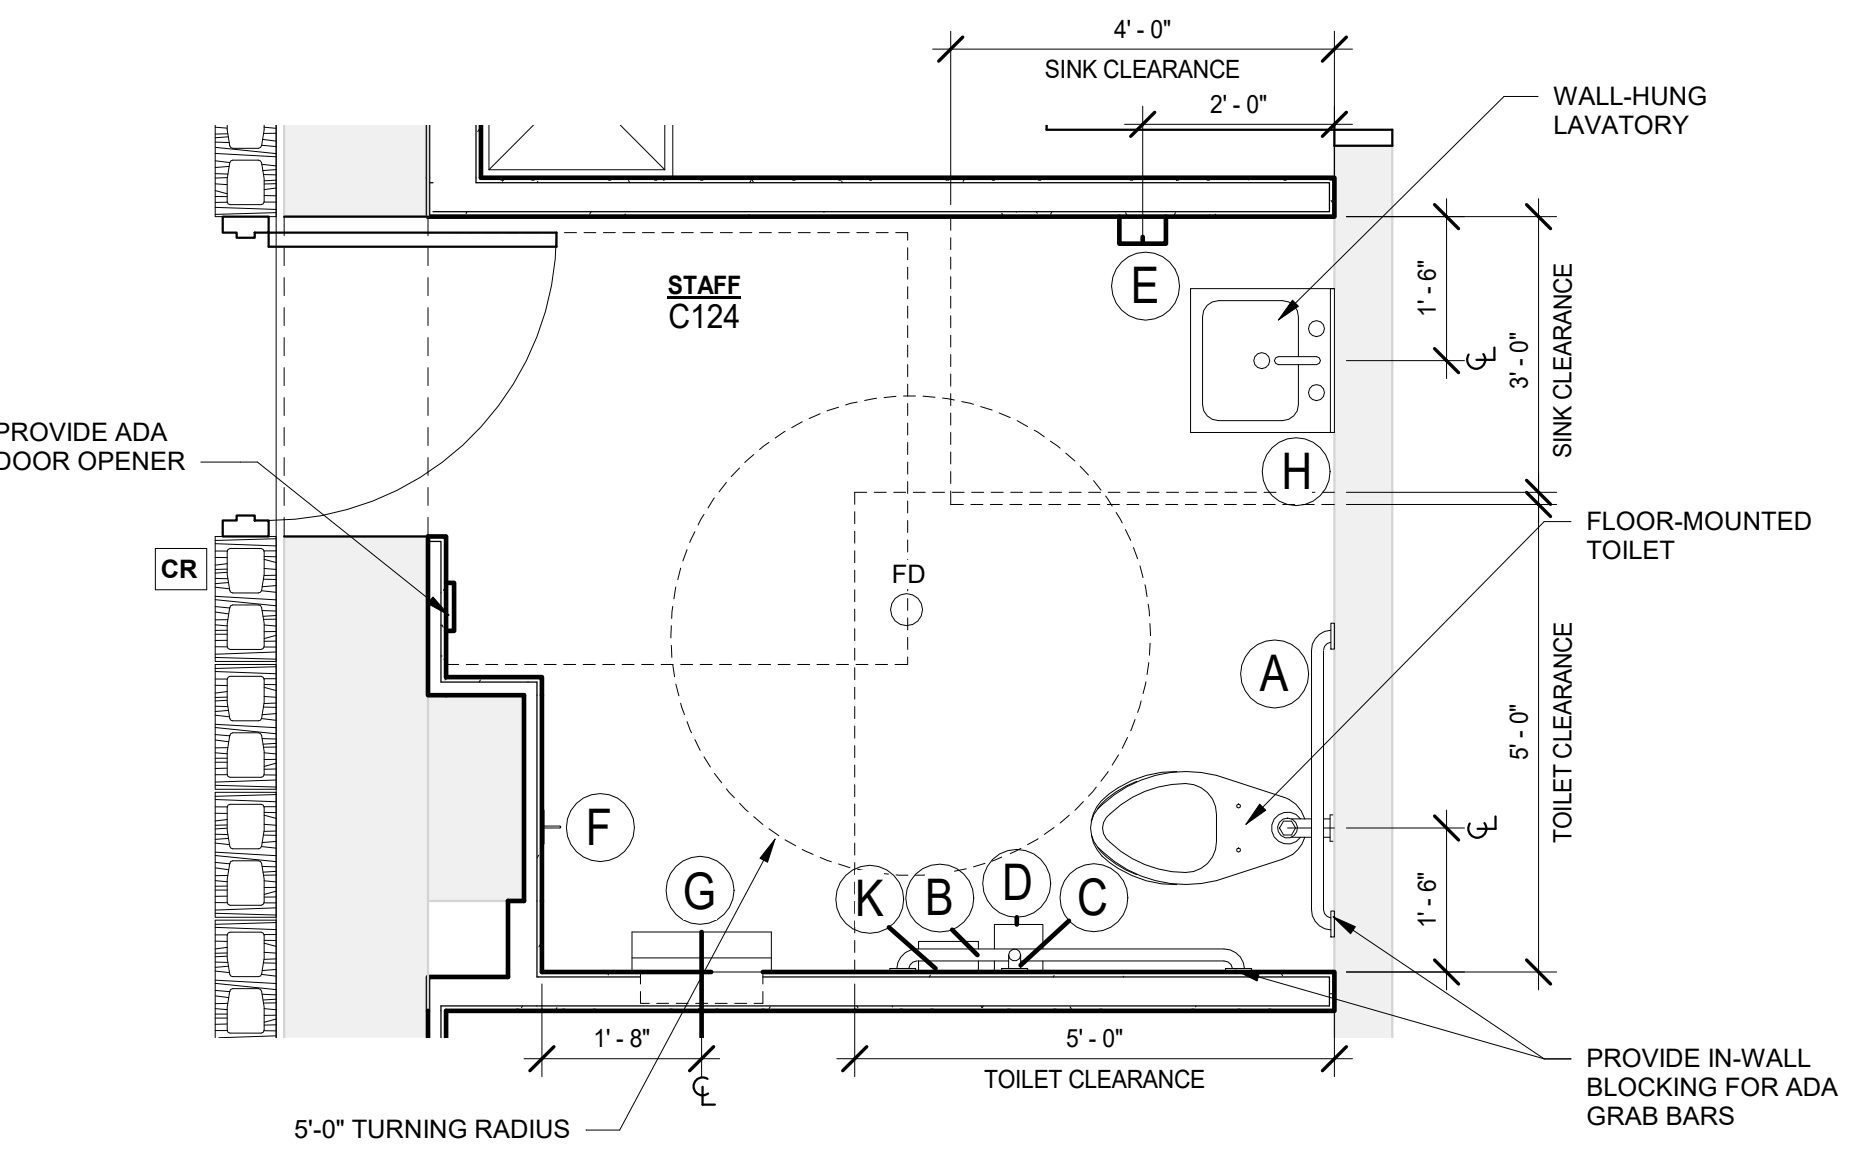 4' - 0"
SINK CLEARANCE
2' - 0"
WALL-HUNG
LAVATORY
E
STAFF
C124
1' - 6"
3' - 0"
SINK CLEARANCE
PROVIDE ADA
DOOR OPENER
H
FLOOR-MOUNTED
TOILET
CR
FD
A
5' - 0"
TOILET CLEARANCE
F
G
K
B
D
C
1' - 6"
1' - 8"
5' - 0"
TOILET CLEARANCE
PROVIDE IN-WALL
BLOCKING FOR ADA
GRAB BARS
5'-0" TURNING RADIUS